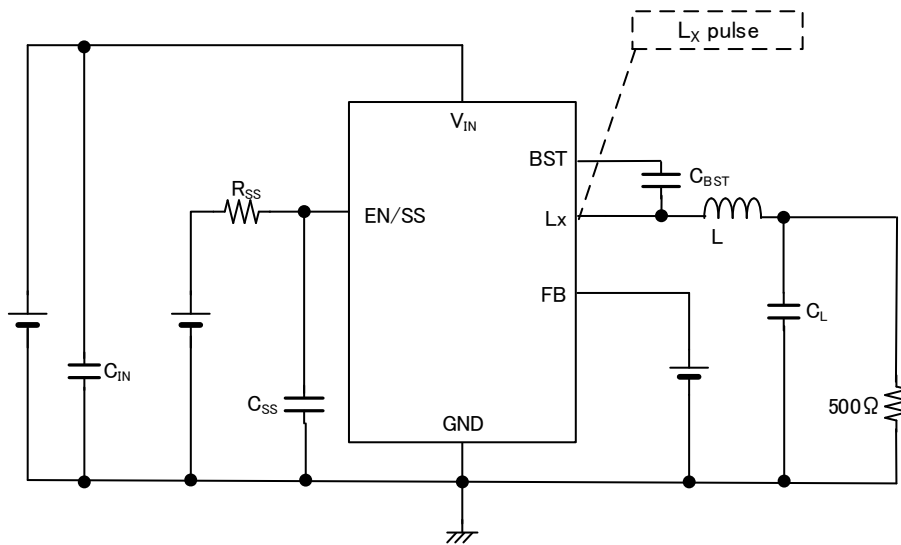 Lx pulse
VIN
BST
CBST
RSS
EN/SS
Lx
L
FB
CL
CIN
CSS
GND
500Ω